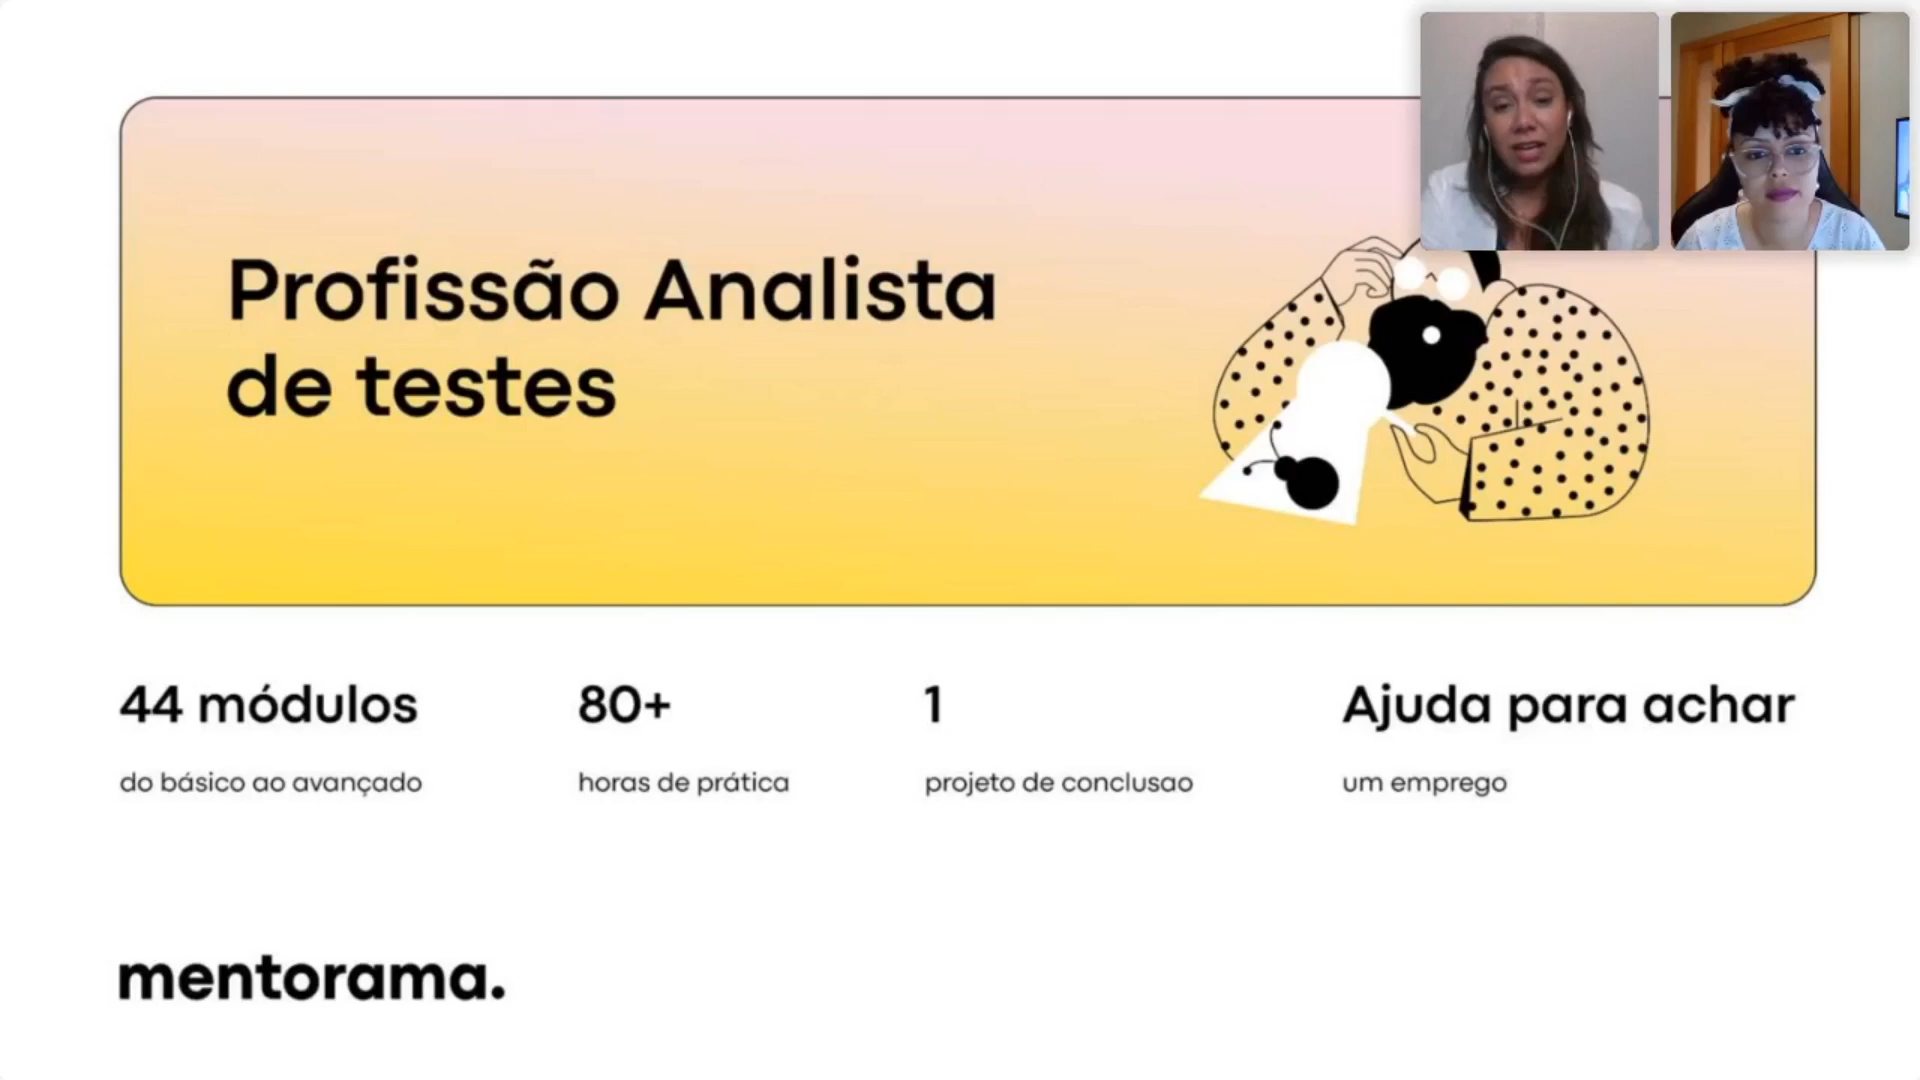 Profissão Analista
de testes
44 módulos
do básico ao avançado
80+
horas de prática
1
projeto de conclusao
Ajuda para achar
um emprego
mentorama.